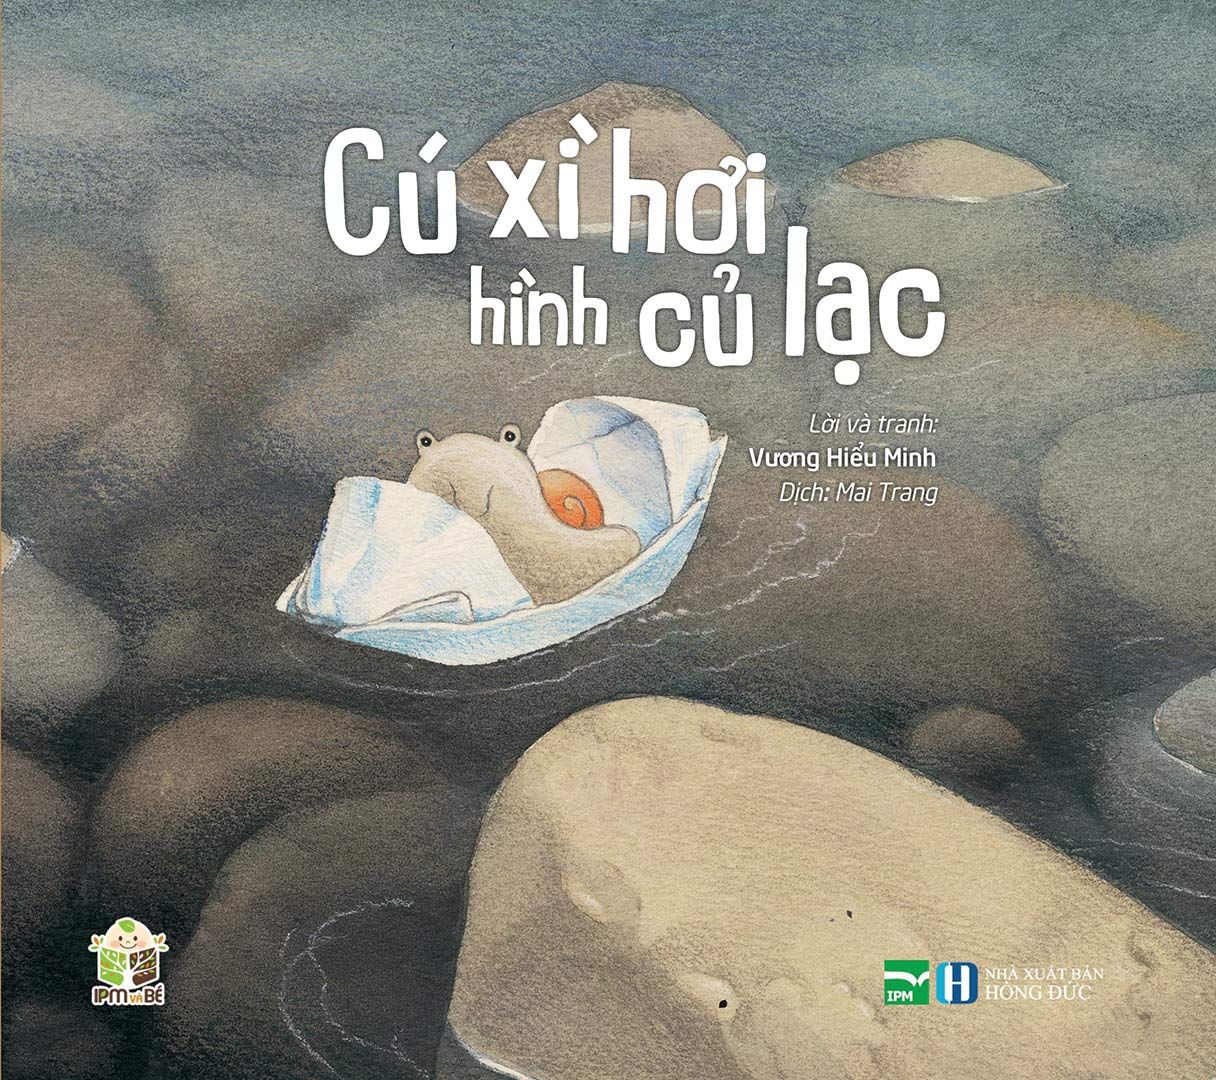 Cú xì hơi
hình củ lạc
Lời và tranh:
Vương Hiểu Minh
Dịch: Mai Trang
IPM VÀ BÉ
IPM
H
NHÀ XUẤT BẢN
HỒNG ĐỨC